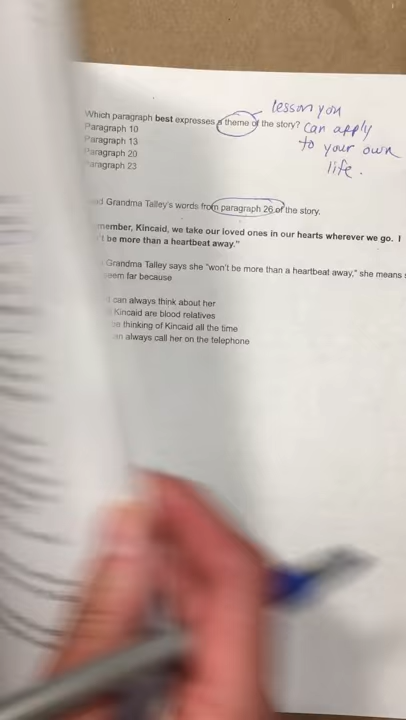 Which paragraph best expresses a theme of the story?
lesson you
can apply
to your own
life.
Paragraph 10
Paragraph 13
Paragraph 20
aragraph 23
Grandma Talley's words from paragraph 26 of the story.
member, Kincaid, we take our loved ones in our hearts wherever we go. I
't be more than a heartbeat away."
Grandma Talley says she "won't be more than a heartbeat away," she means
seem far because
can always think about her
Kincaid are blood relatives
thinking of Kincaid all the time
an always call her on the telephone